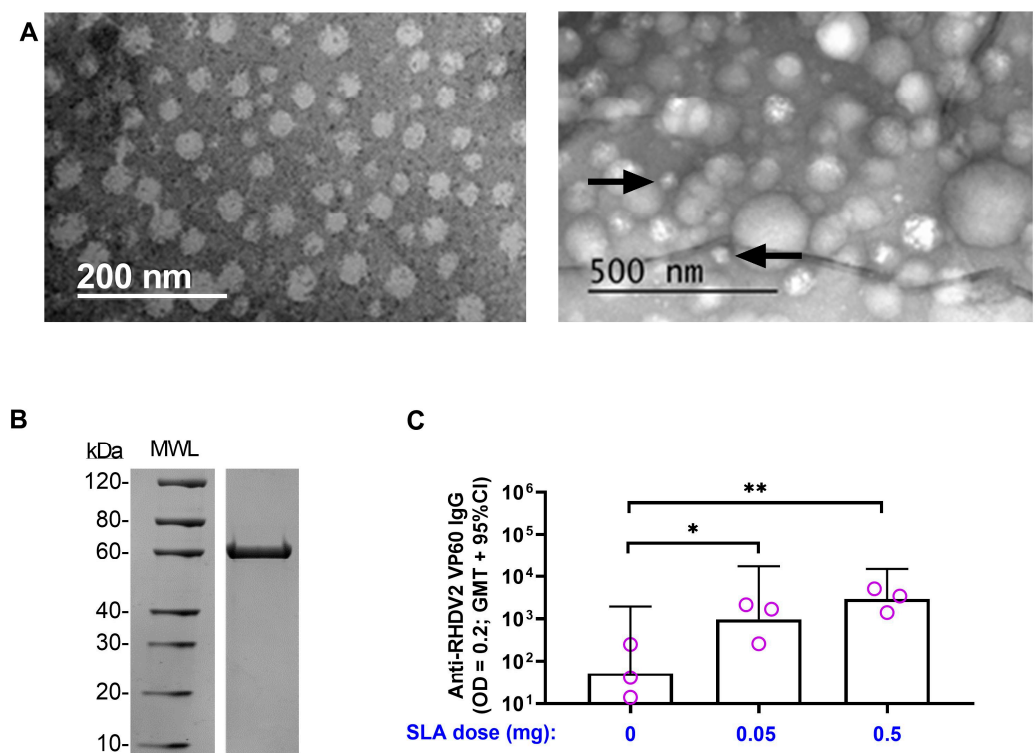 A
200 nm
500 nm
B
kDa MWL
120-
80-
60-
40-
30-
20-
10-
C
Anti-RHDV2 VP60 IgG
(OD = 0.2; GMT + 95%CI)
10⁶
10⁵
10⁴
10³
10²
10¹
**
*
SLA dose (mg): 0 0.05 0.5